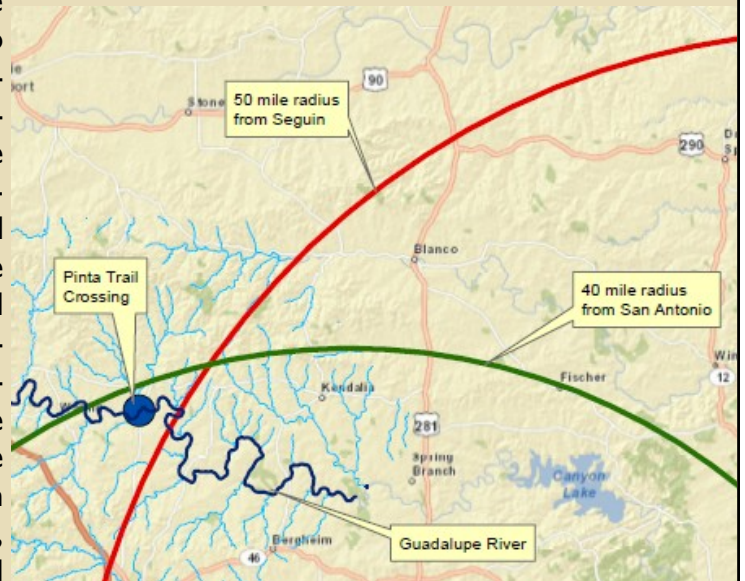 90
Stone
50 mile radius
from Seguin
290
Blanco
Pinta Trail
Crossing
40 mile radius
from San Antonio
12
Kendalia
Fischer
281
Spring
Branch
Canyon
Lake
Guadalupe River
Bergheim
46